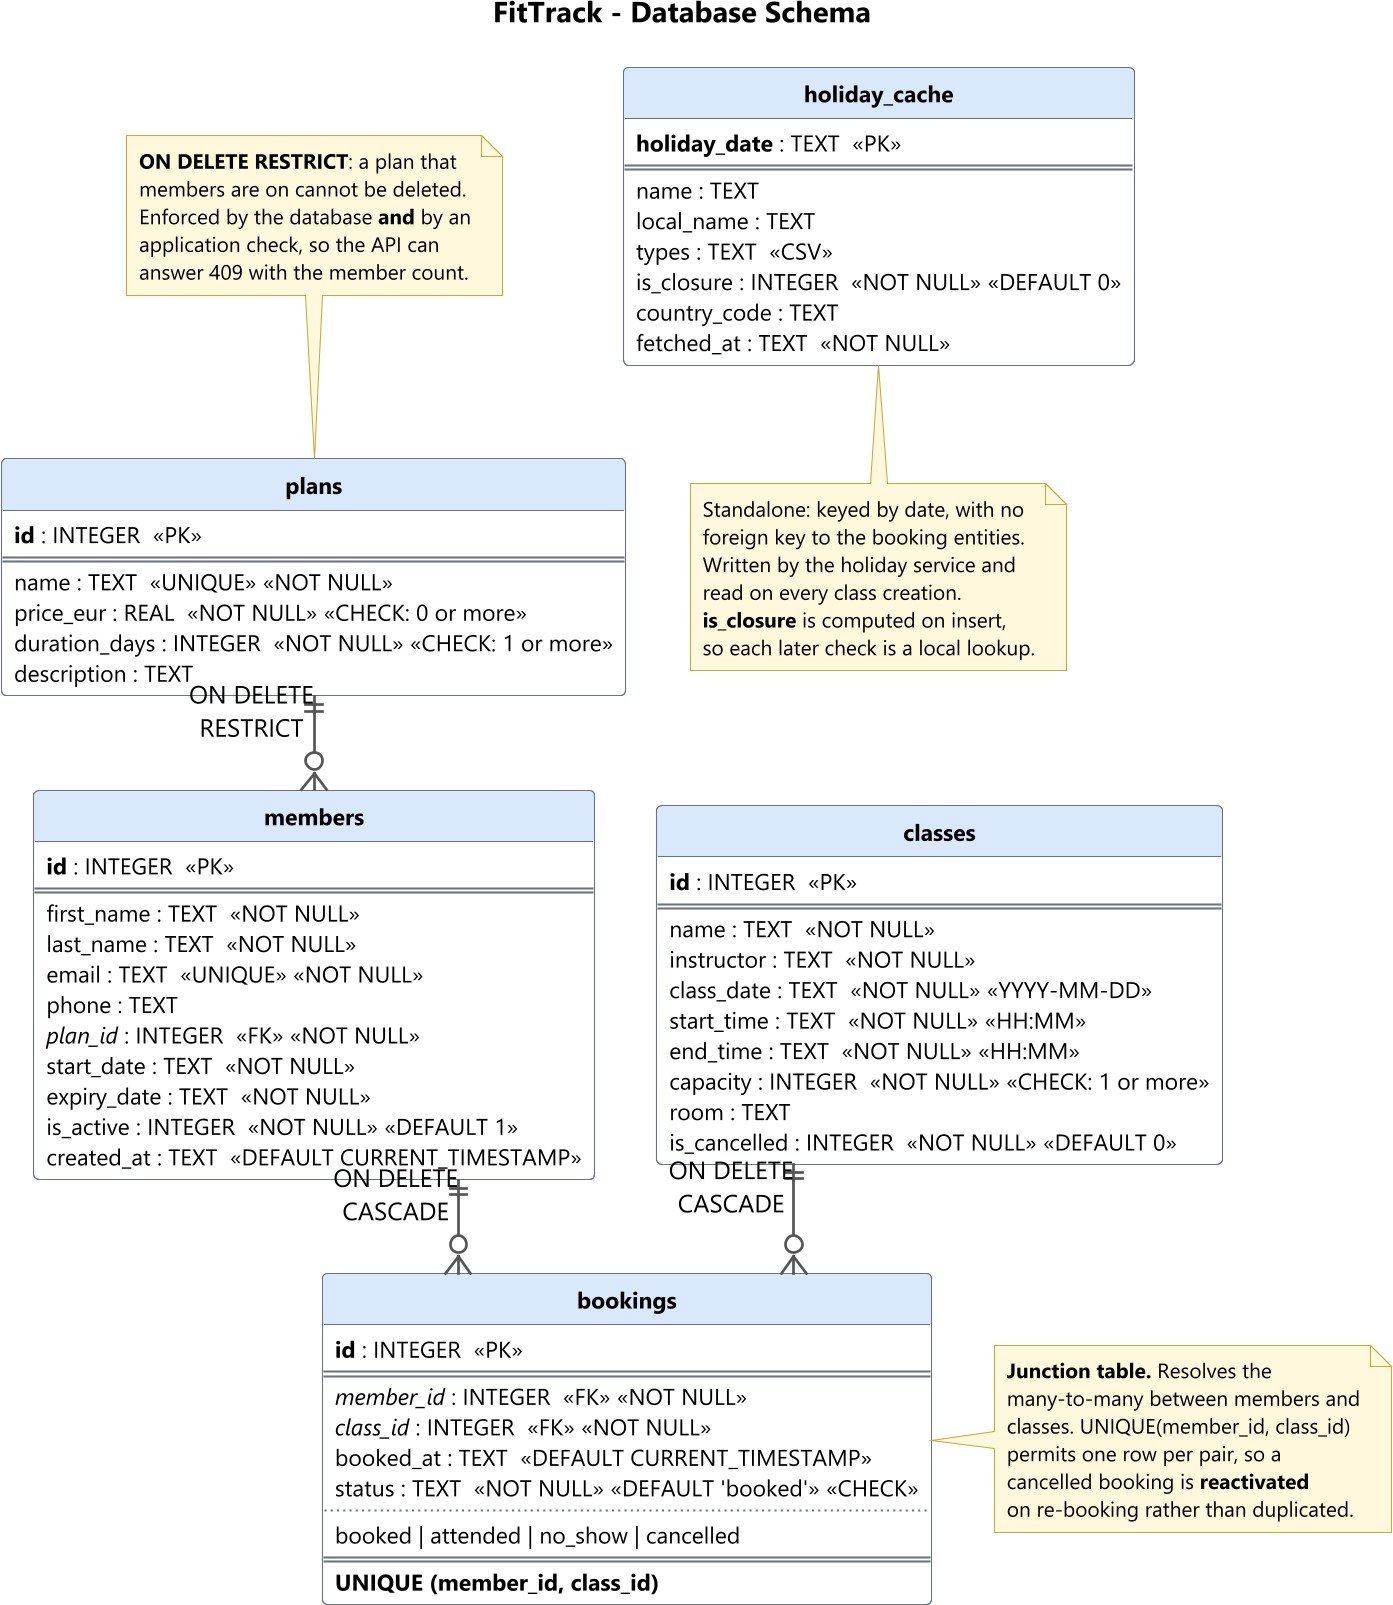 FitTrack - Database Schema
holiday_cache
holiday_date : TEXT «PK»
name : TEXT
local_name : TEXT
types : TEXT «CSV»
is_closure : INTEGER «NOT NULL» «DEFAULT 0»
country_code : TEXT
fetched_at : TEXT «NOT NULL»
ON DELETE RESTRICT: a plan that
members are on cannot be deleted.
Enforced by the database and by an
application check, so the API can
answer 409 with the member count.
plans
id : INTEGER «PK»
name : TEXT «UNIQUE» «NOT NULL»
price_eur : REAL «NOT NULL» «CHECK: 0 or more»
duration_days : INTEGER «NOT NULL» «CHECK: 1 or more»
description : TEXT
Standalone: keyed by date, with no
foreign key to the booking entities.
Written by the holiday service and
read on every class creation.
is_closure is computed on insert,
so each later check is a local lookup.
ON DELETE
RESTRICT
members
id : INTEGER «PK»
first_name : TEXT «NOT NULL»
last_name : TEXT «NOT NULL»
email : TEXT «UNIQUE» «NOT NULL»
phone : TEXT
plan_id : INTEGER «FK» «NOT NULL»
start_date : TEXT «NOT NULL»
expiry_date : TEXT «NOT NULL»
is_active : INTEGER «NOT NULL» «DEFAULT 1»
created_at : TEXT «DEFAULT CURRENT_TIMESTAMP»
classes
id : INTEGER «PK»
name : TEXT «NOT NULL»
instructor : TEXT «NOT NULL»
class_date : TEXT «NOT NULL» «YYYY-MM-DD»
start_time : TEXT «NOT NULL» «HH:MM»
end_time : TEXT «NOT NULL» «HH:MM»
capacity : INTEGER «NOT NULL» «CHECK: 1 or more»
room : TEXT
is_cancelled : INTEGER «NOT NULL» «DEFAULT 0»
ON DELETE
CASCADE
ON DELETE
CASCADE
bookings
id : INTEGER «PK»
member_id : INTEGER «FK» «NOT NULL»
class_id : INTEGER «FK» «NOT NULL»
booked_at : TEXT «DEFAULT CURRENT_TIMESTAMP»
status : TEXT «NOT NULL» «DEFAULT 'booked'» «CHECK»
booked | attended | no_show | cancelled
UNIQUE (member_id, class_id)
Junction table. Resolves the
many-to-many between members and
classes. UNIQUE(member_id, class_id)
permits one row per pair, so a
cancelled booking is reactivated
on re-booking rather than duplicated.